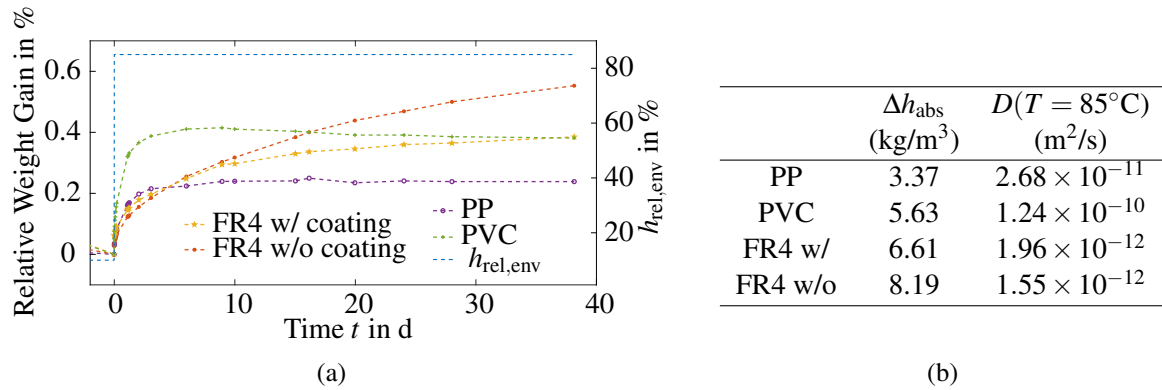 Relative Weight Gain in %
0.6
0.4
0.2
0
80
60
40
20
h_rel,env in %
FR4 w/ coating
FR4 w/o coating
PP
PVC
h_rel,env
0 10 20 30 40
Time t in d
(a)
Δh_abs D(T = 85°C)
(kg/m³) (m²/s)
PP 3.37 2.68 × 10⁻¹¹
PVC 5.63 1.24 × 10⁻¹⁰
FR4 w/ 6.61 1.96 × 10⁻¹²
FR4 w/o 8.19 1.55 × 10⁻¹²
(b)